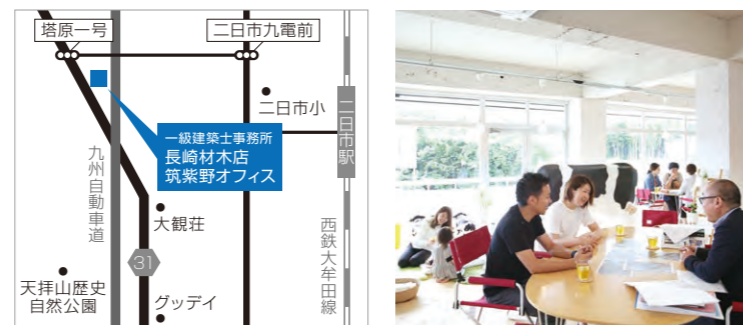 塔原一号
二日市九電前
二日市小
二日市駅
一級建築士事務所
長崎材木店
筑紫野オフィス
九州自動車道
大観荘
31
西鉄大牟田線
天拝山歴史
自然公園
グッデイ